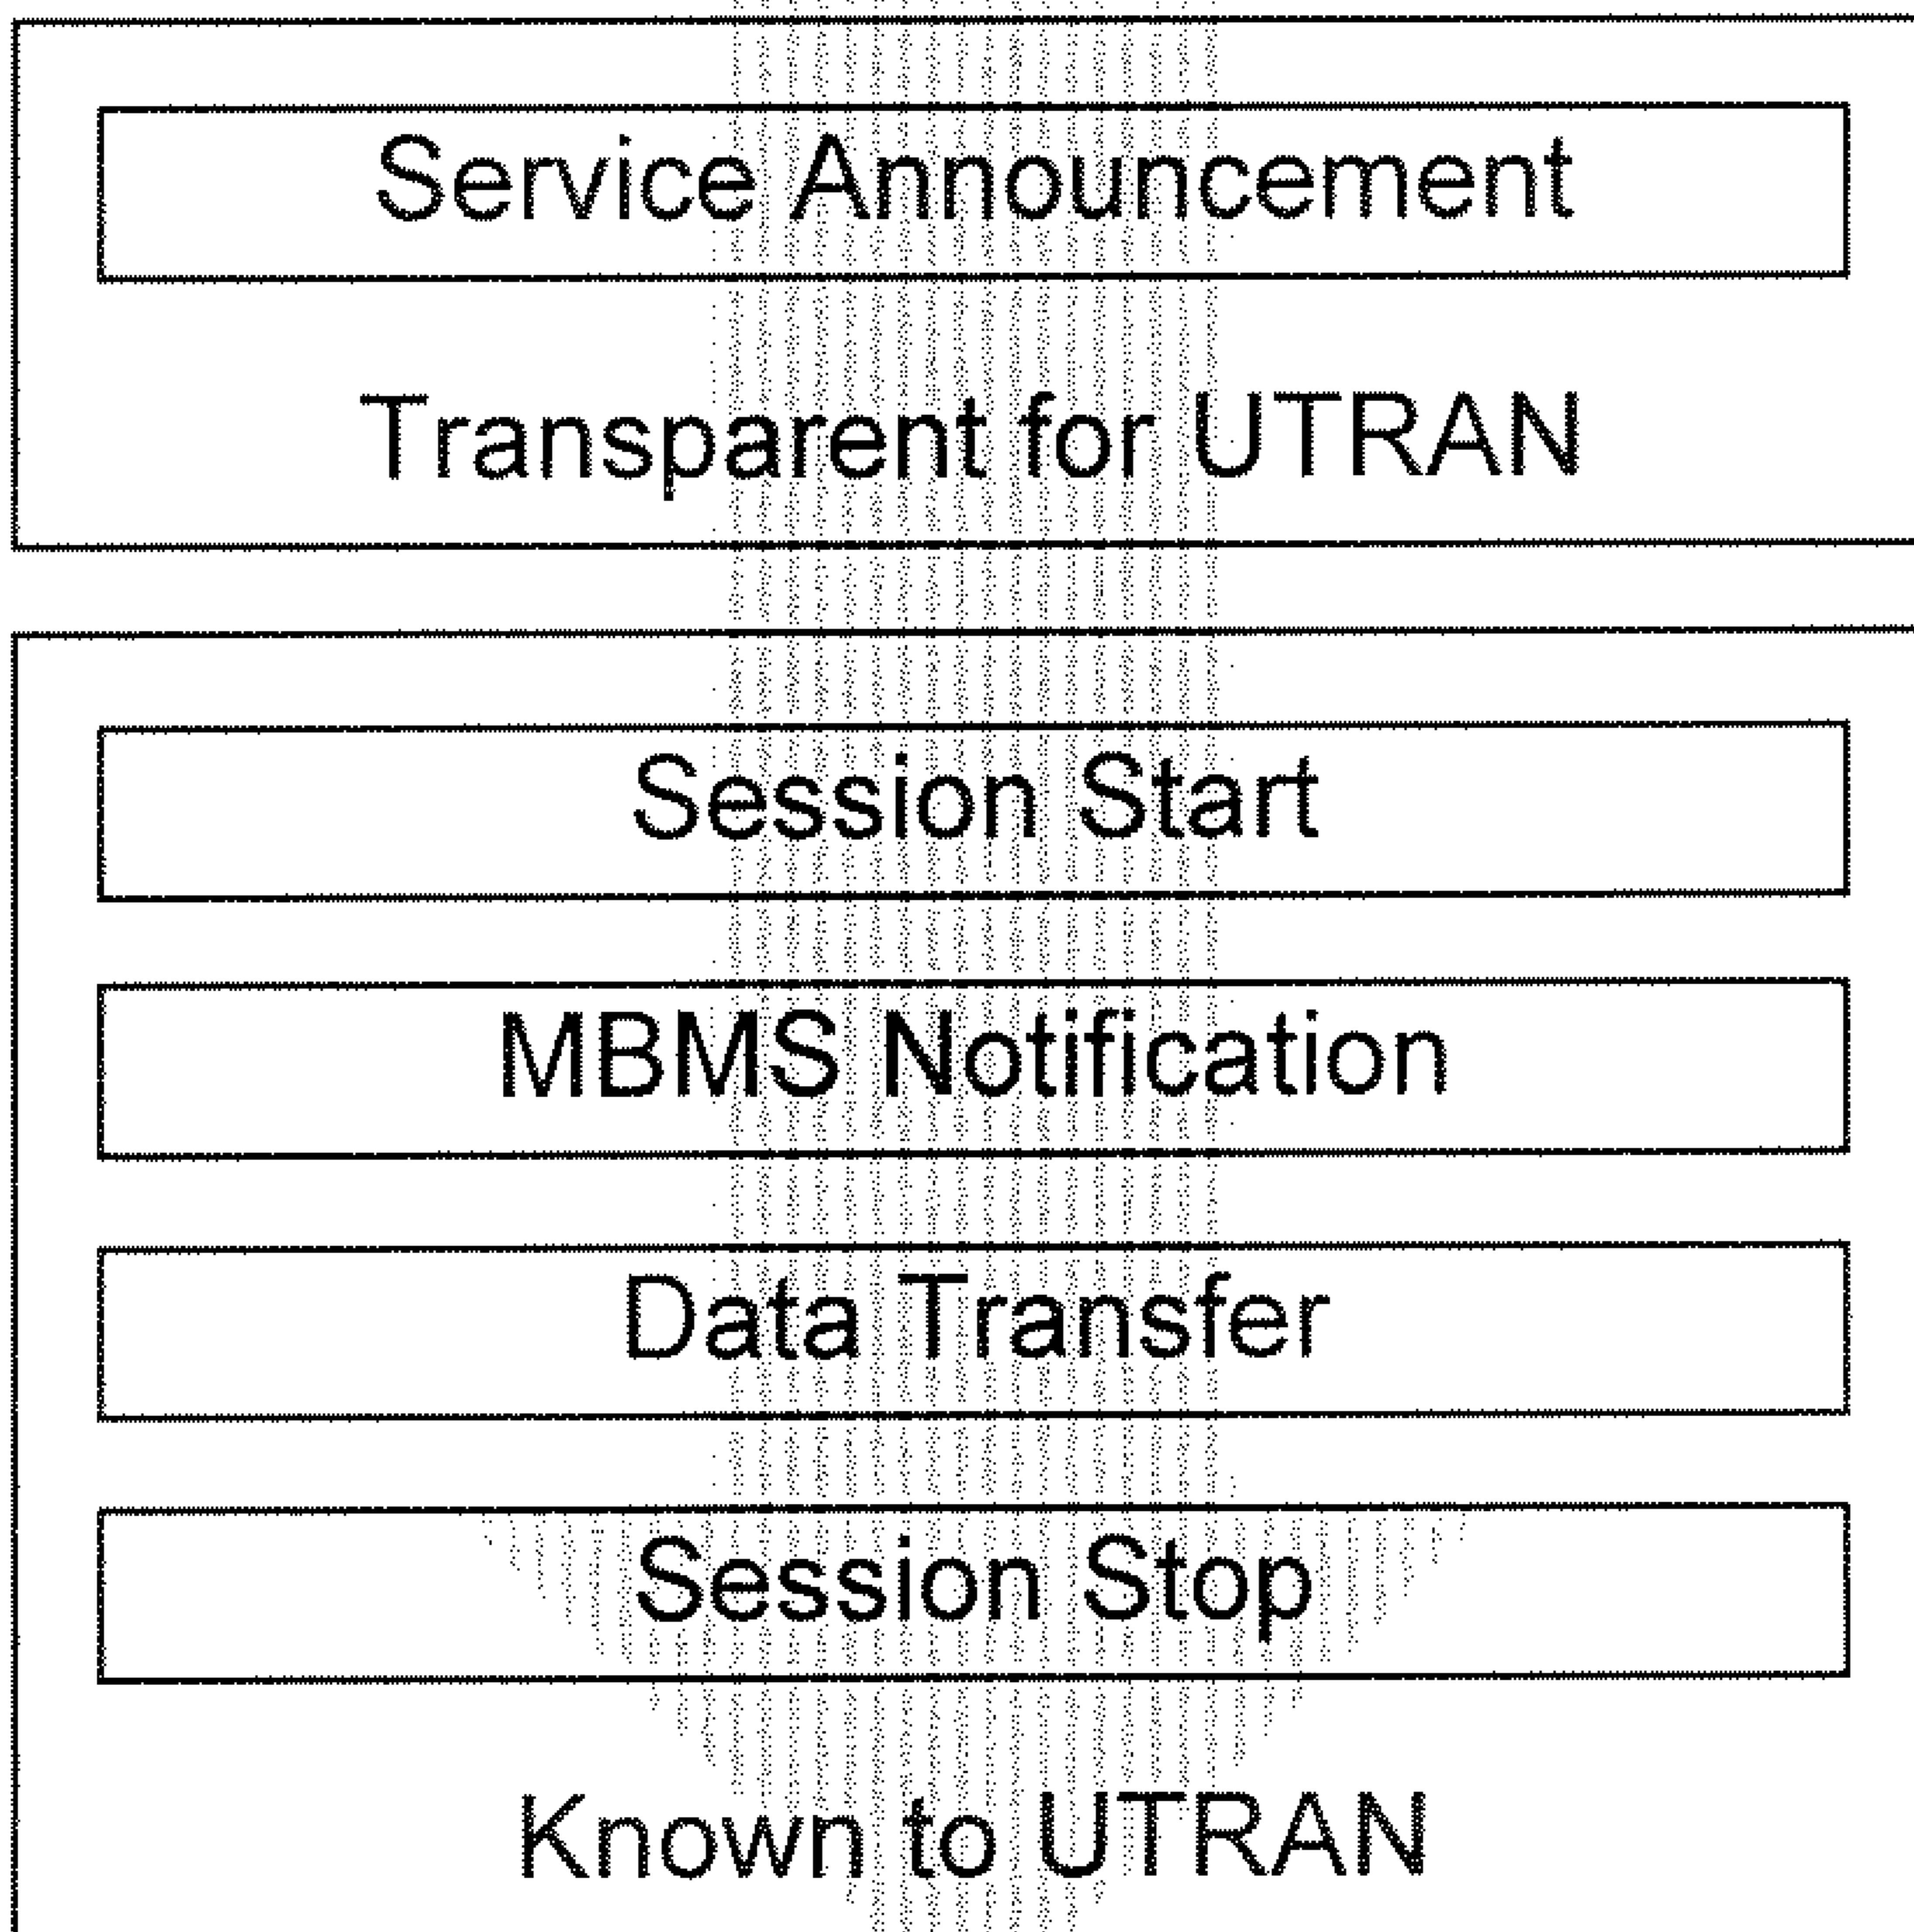 Service Announcement
Transparent for UTRAN
Session Start
MBMS Notification
Data Transfer
Session Stop
Known to UTRAN